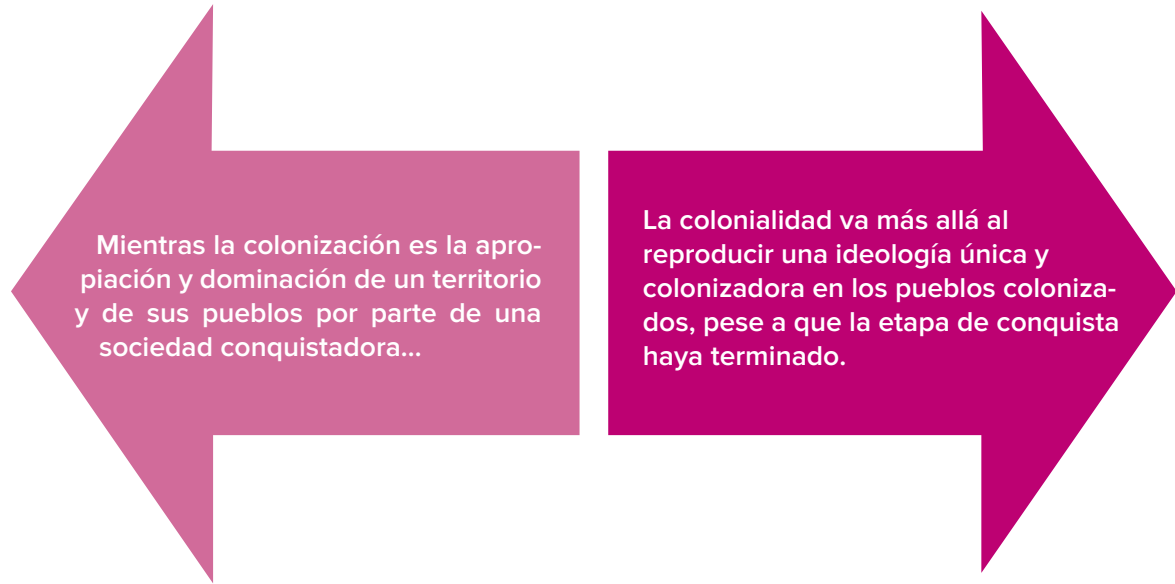 Mientras la colonización es la apro-
piación y dominación de un territorio
y de sus pueblos por parte de una
sociedad conquistadora...
La colonialidad va más allá al
reproducir una ideología única y
colonizadora en los pueblos coloniza-
dos, pese a que la etapa de conquista
haya terminado.